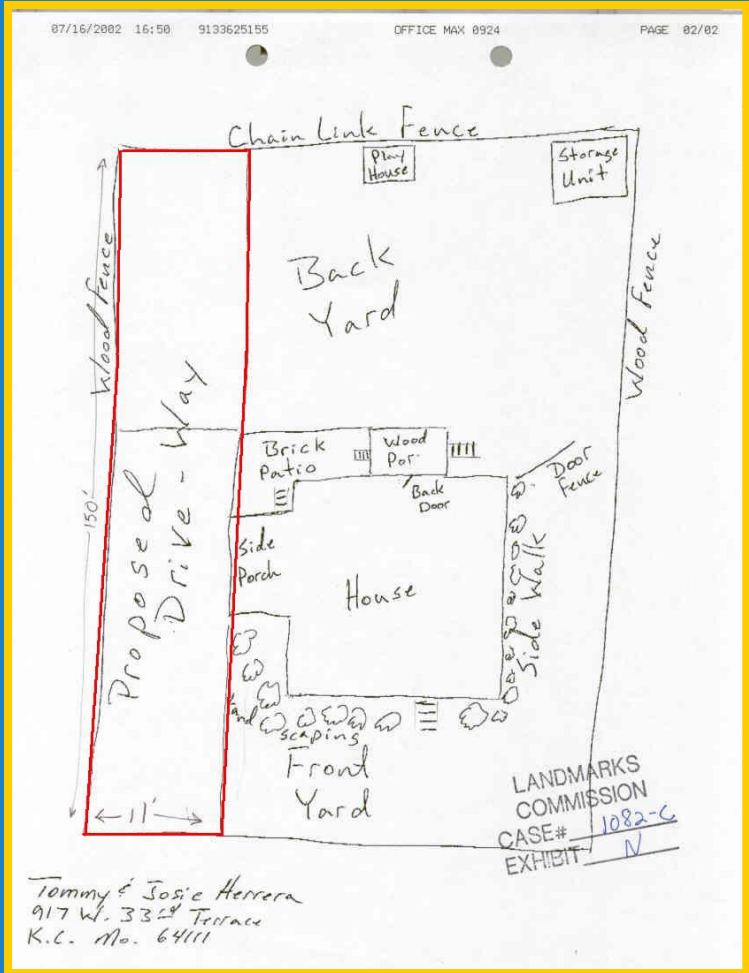 07/16/2002 16:50 9133625155 OFFICE MAX 0924 PAGE 02/02
Chain Link Fence
Play
House
Storage
Unit
Wood Fence
Back
Yard
Wood Fence
150'
Proposed
Drive-Way
Brick
Patio
Wood
Por.
Back
Door
Door
Fence
Side
Porch
House
Side Walk
Landscaping
Front
Yard
11'
LANDMARKS
COMMISSION
CASE# 1082-C
EXHIBIT N
Tommy & Josie Herrera
917 W. 33rd Terrace
K.C. Mo. 64111